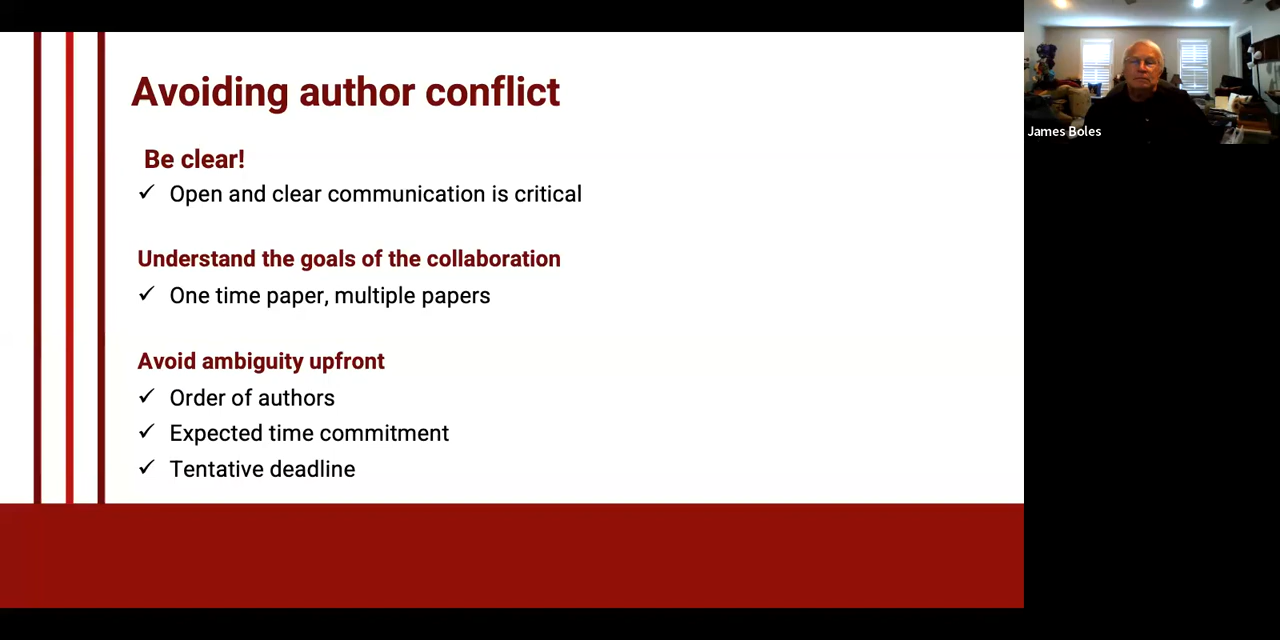 Avoiding author conflict
Be clear!
✓ Open and clear communication is critical
Understand the goals of the collaboration
✓ One time paper, multiple papers
Avoid ambiguity upfront
✓ Order of authors
✓ Expected time commitment
✓ Tentative deadline
James Boles